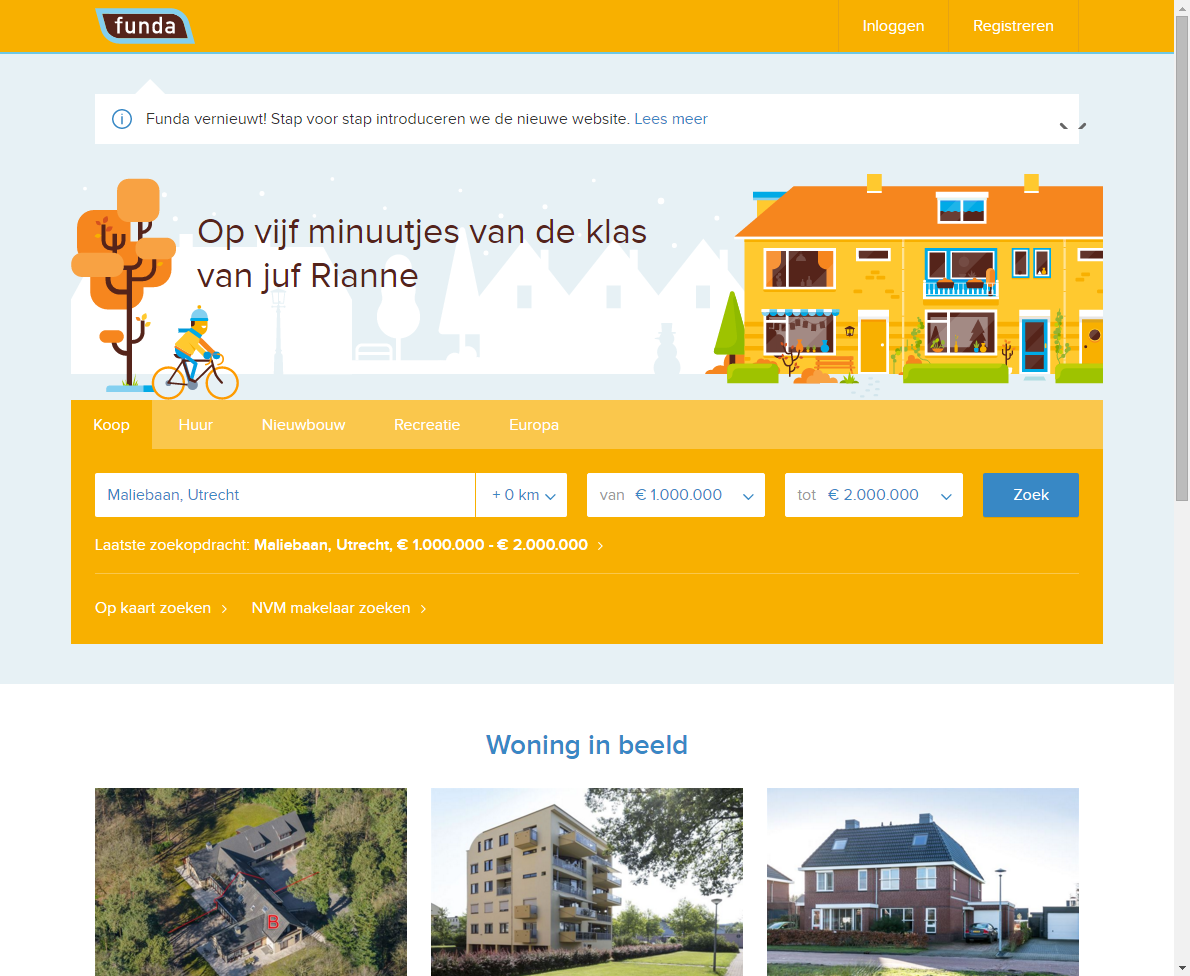 funda
Inloggen
Registreren
Funda vernieuwt! Stap voor stap introduceren we de nieuwe website. Lees meer
Op vijf minuutjes van de klas
van juf Rianne
Koop
Huur
Nieuwbouw
Recreatie
Europa
Maliebaan, Utrecht
+ 0 km
van € 1.000.000
tot € 2.000.000
Zoek
Laatste zoekopdracht: Maliebaan, Utrecht, € 1.000.000 - € 2.000.000
Op kaart zoeken
NVM makelaar zoeken
Woning in beeld
B